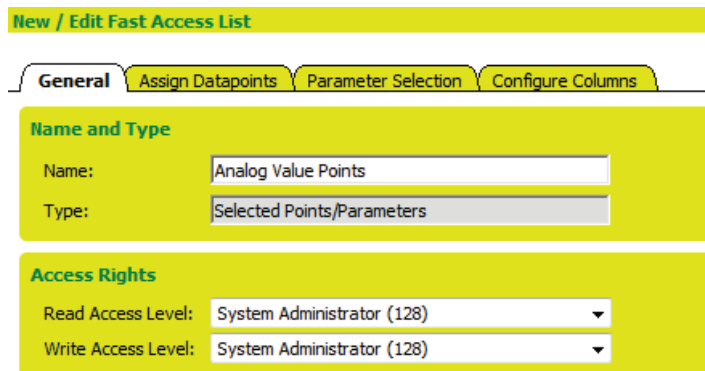 New / Edit Fast Access List
General Assign Datapoints Parameter Selection Configure Columns
Name and Type
Name: Analog Value Points
Type: Selected Points/Parameters
Access Rights
Read Access Level: System Administrator (128)
Write Access Level: System Administrator (128)